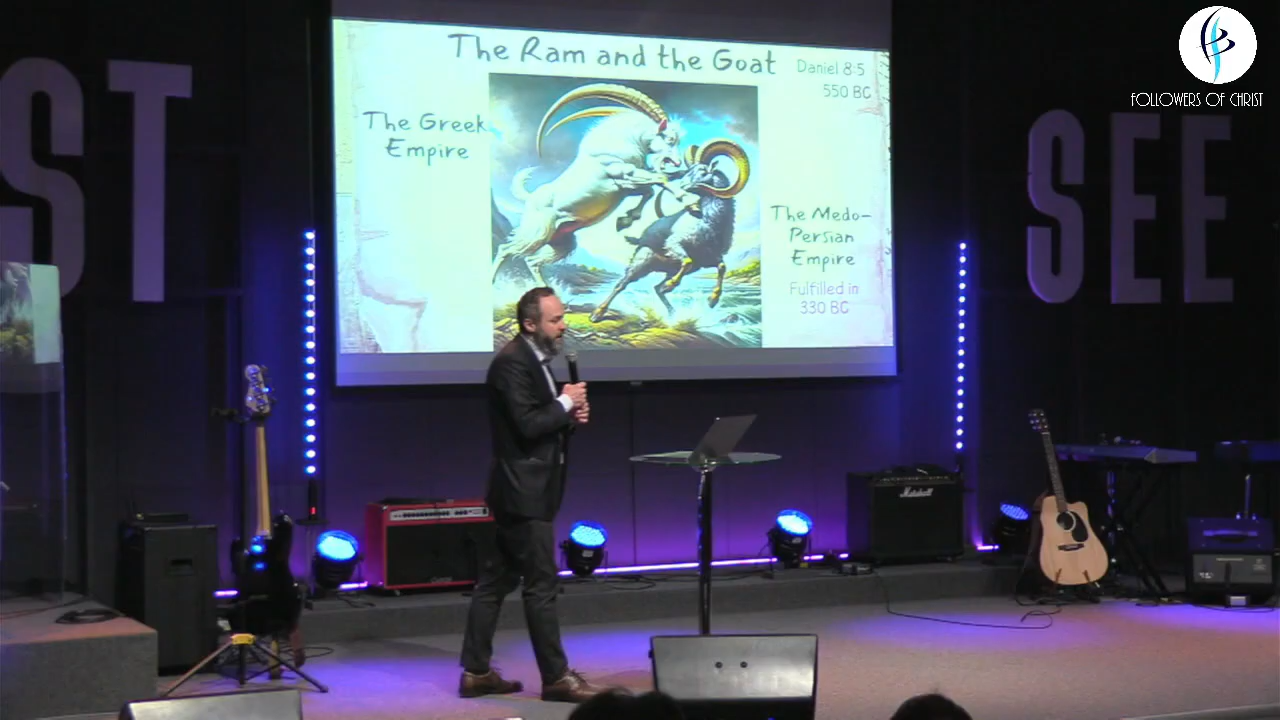 The Ram and the Goat
Daniel 8:5
550 BC
The Greek
Empire
The Medo-
Persian
Empire
Fulfilled in
330 BC
FOLLOWERS OF CHRIST
ST
SEE
Marshall